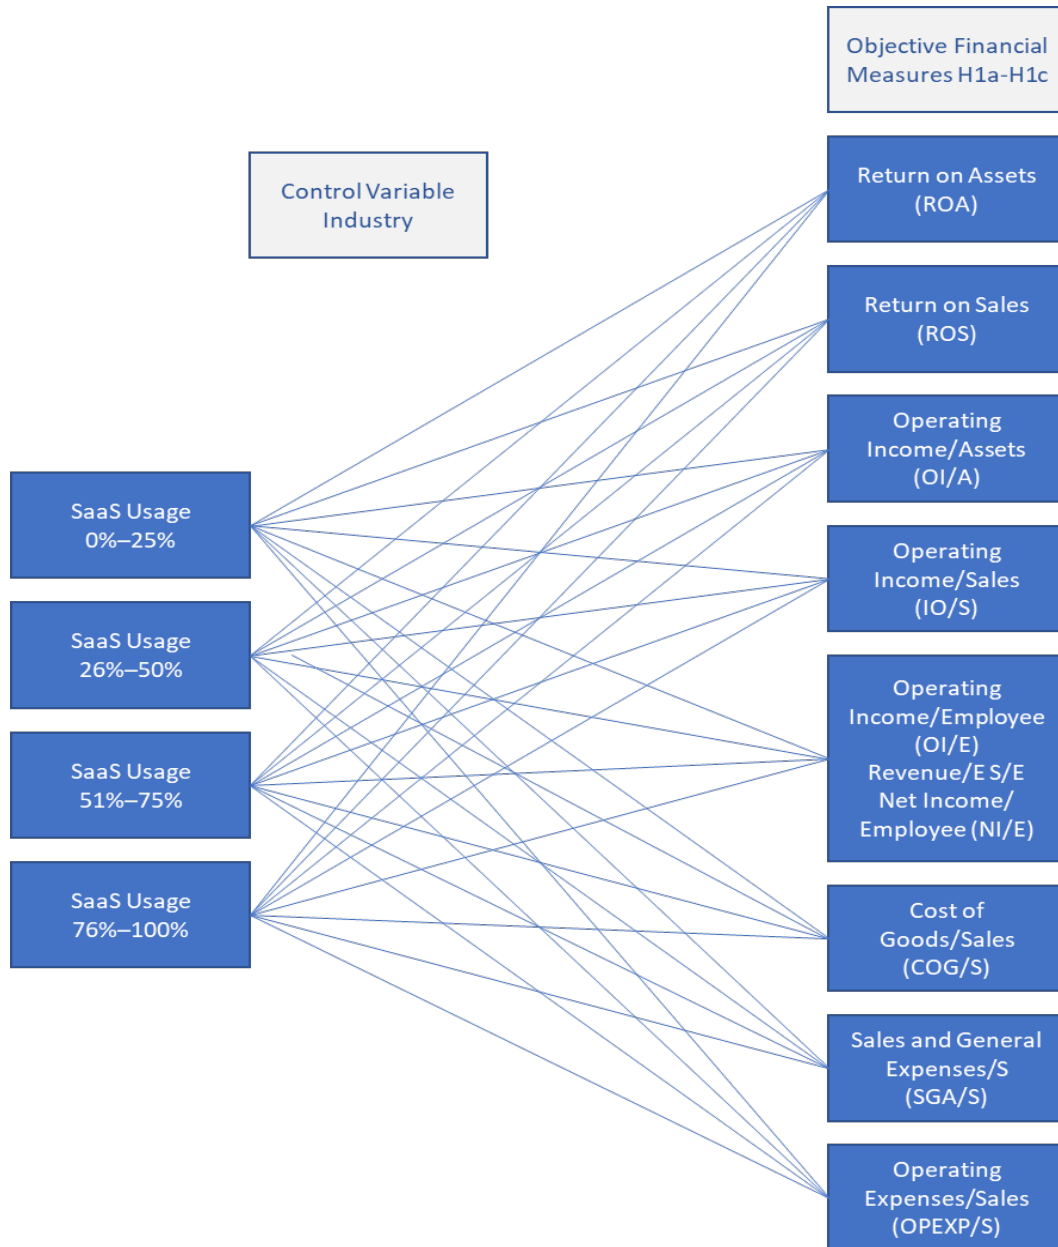 Objective Financial
Measures H1a-H1c
Control Variable
Industry
Return on Assets
(ROA)
Return on Sales
(ROS)
Operating
Income/Assets
(OI/A)
SaaS Usage
0%–25%
Operating
Income/Sales
(IO/S)
SaaS Usage
26%–50%
Operating
Income/Employee
(OI/E)
Revenue/E S/E
Net Income/
Employee (NI/E)
SaaS Usage
51%–75%
SaaS Usage
76%–100%
Cost of
Goods/Sales
(COG/S)
Sales and General
Expenses/S
(SGA/S)
Operating
Expenses/Sales
(OPEXP/S)